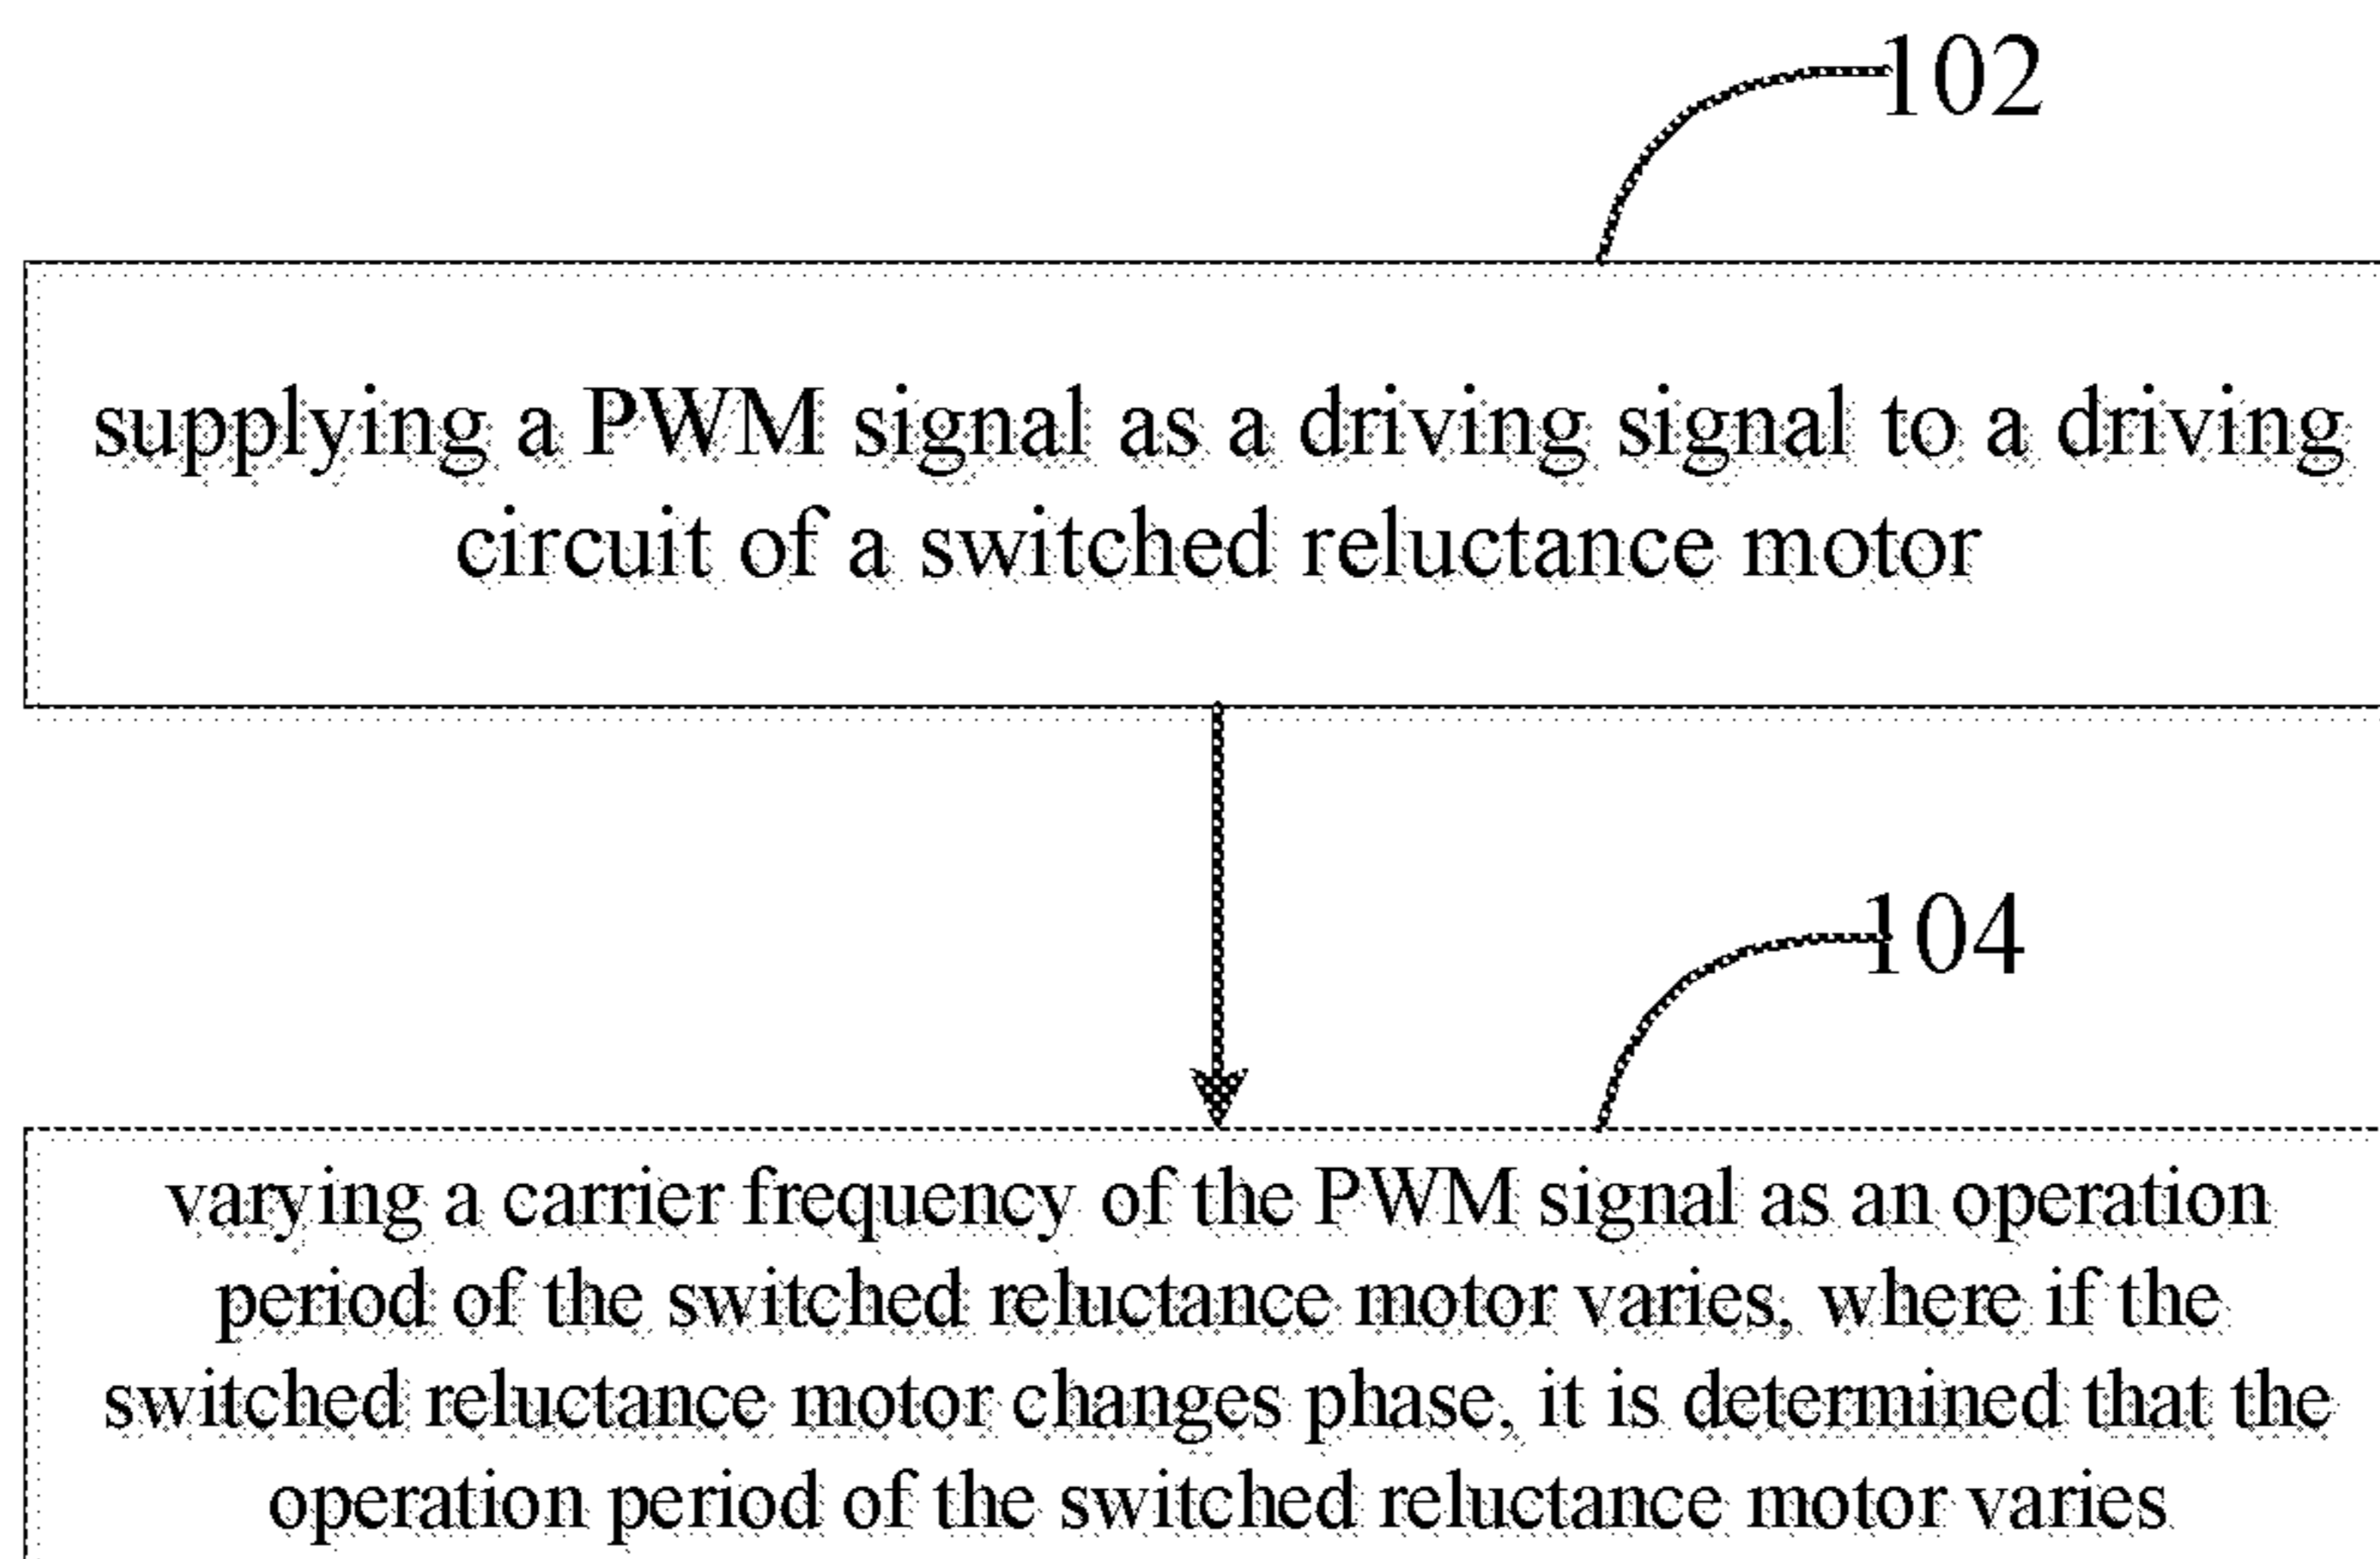 102
supplying a PWM signal as a driving signal to a driving
circuit of a switched reluctance motor
104
varying a carrier frequency of the PWM signal as an operation
period of the switched reluctance motor varies, where if the
switched reluctance motor changes phase, it is determined that the
operation period of the switched reluctance motor varies